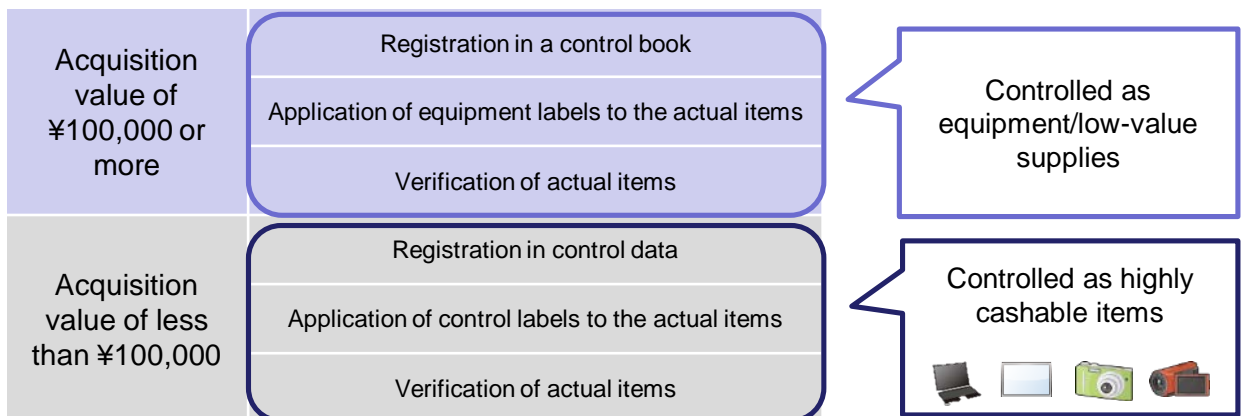 Acquisition
value of
¥100,000 or
more
Registration in a control book
Application of equipment labels to the actual items
Verification of actual items
Controlled as
equipment/low-value
supplies
Acquisition
value of less
than ¥100,000
Registration in control data
Application of control labels to the actual items
Verification of actual items
Controlled as highly
cashable items